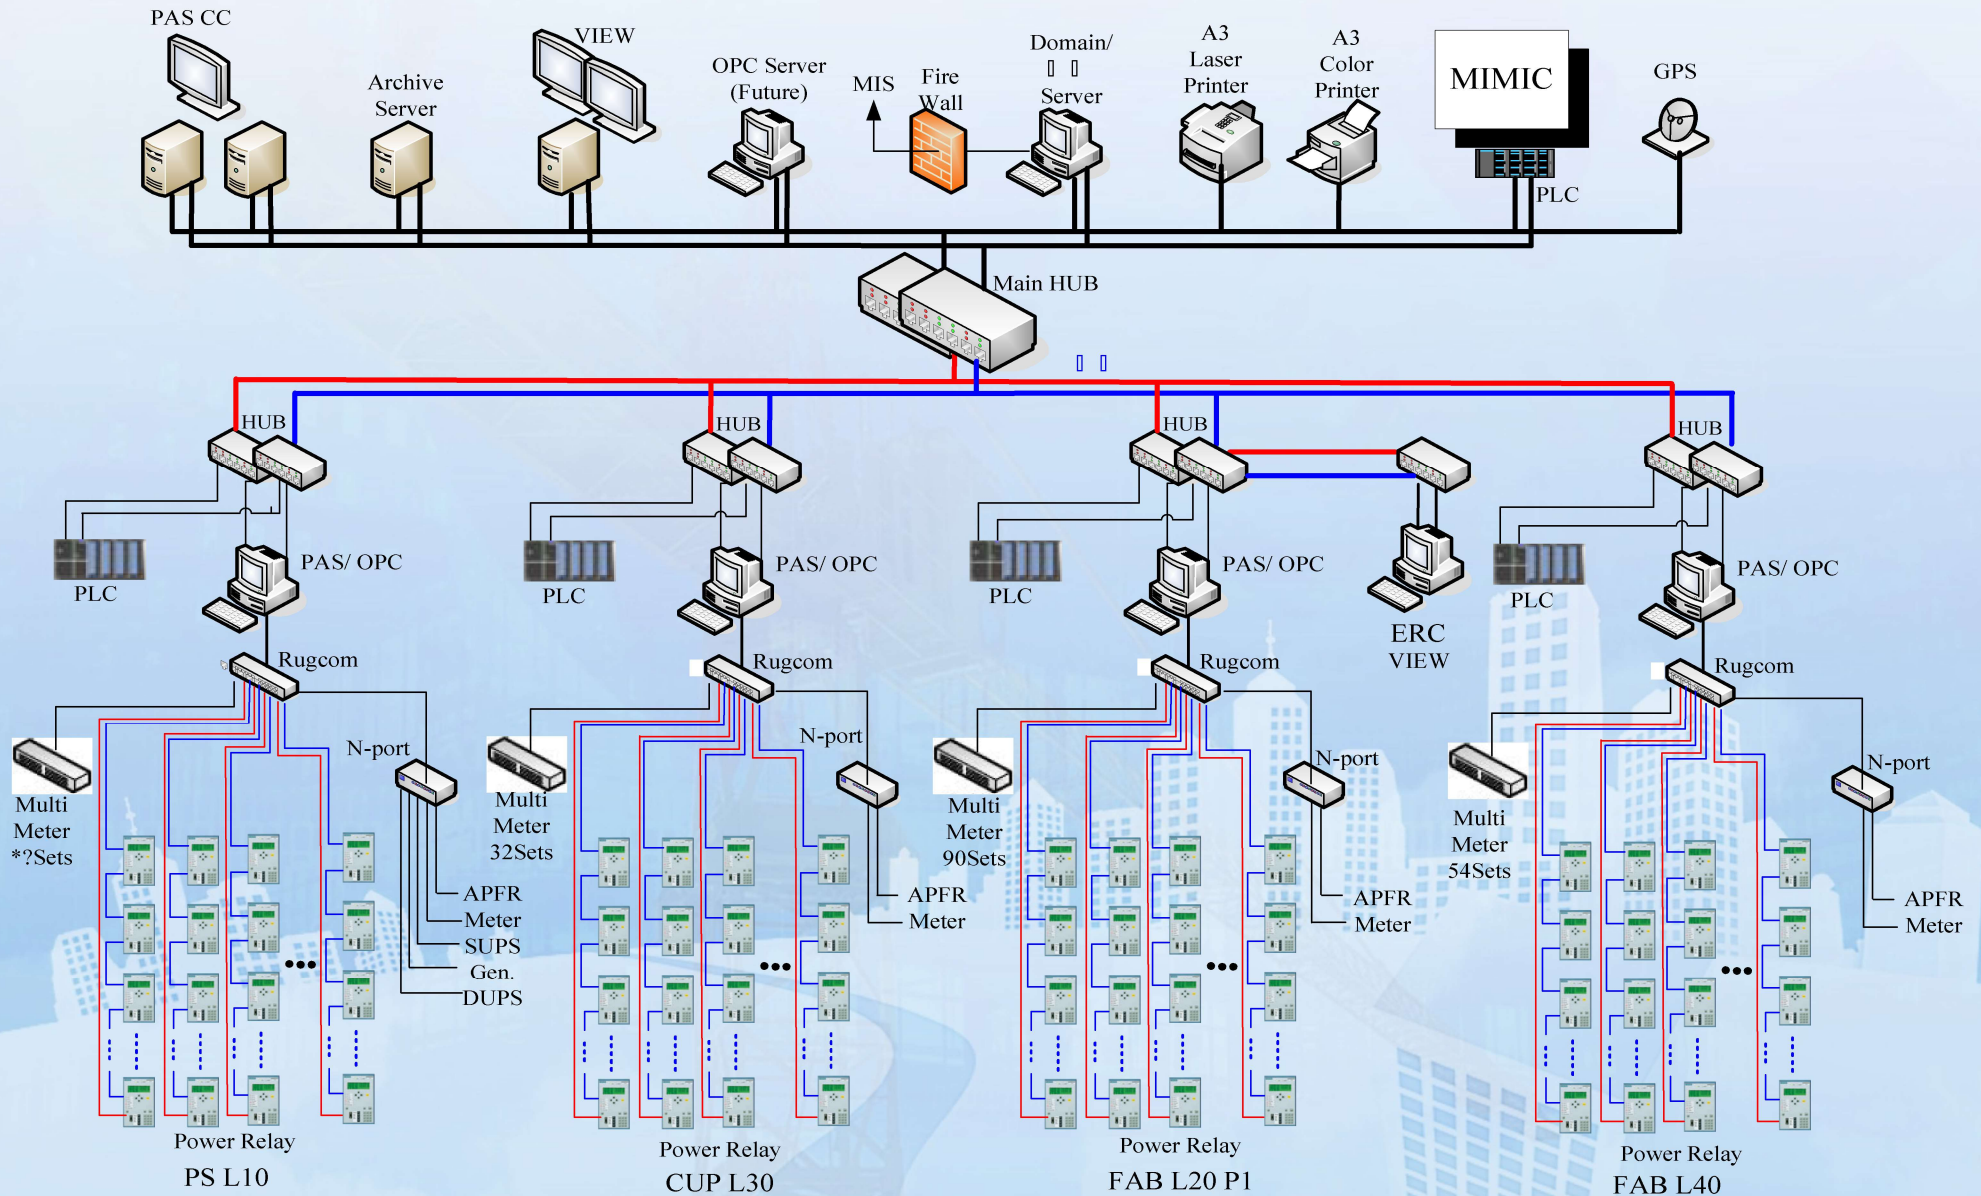 PAS CC
Archive
Server
VIEW
OPC Server
(Future)
MIS
Fire
Wall
Domain/
Server
A3
Laser
Printer
A3
Color
Printer
MIMIC
PLC
GPS
Main HUB
HUB
HUB
HUB
HUB
PLC
PAS/ OPC
PLC
PAS/ OPC
PLC
PAS/ OPC
ERC
VIEW
PLC
PAS/ OPC
Rugcom
Rugcom
Rugcom
Rugcom
Multi
Meter
*?Sets
N-port
APFR
Meter
SUPS
Gen.
DUPS
Multi
Meter
32Sets
N-port
APFR
Meter
Multi
Meter
90Sets
N-port
APFR
Meter
Multi
Meter
54Sets
N-port
APFR
Meter
Power Relay
PS L10
Power Relay
CUP L30
Power Relay
FAB L20 P1
Power Relay
FAB L40